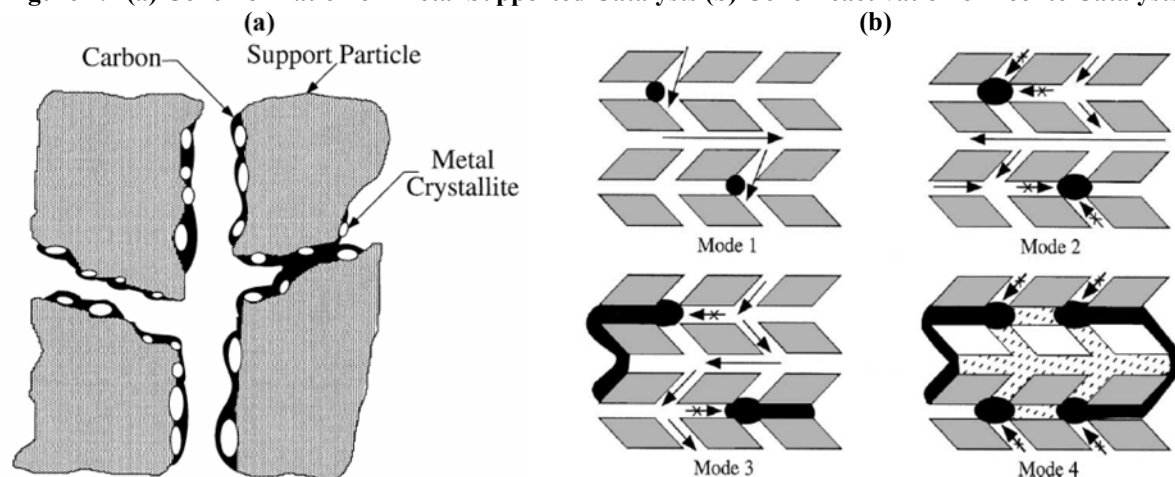 (a)
(b)
Carbon
Support Particle
Metal
Crystallite
Mode 1
Mode 2
Mode 3
Mode 4